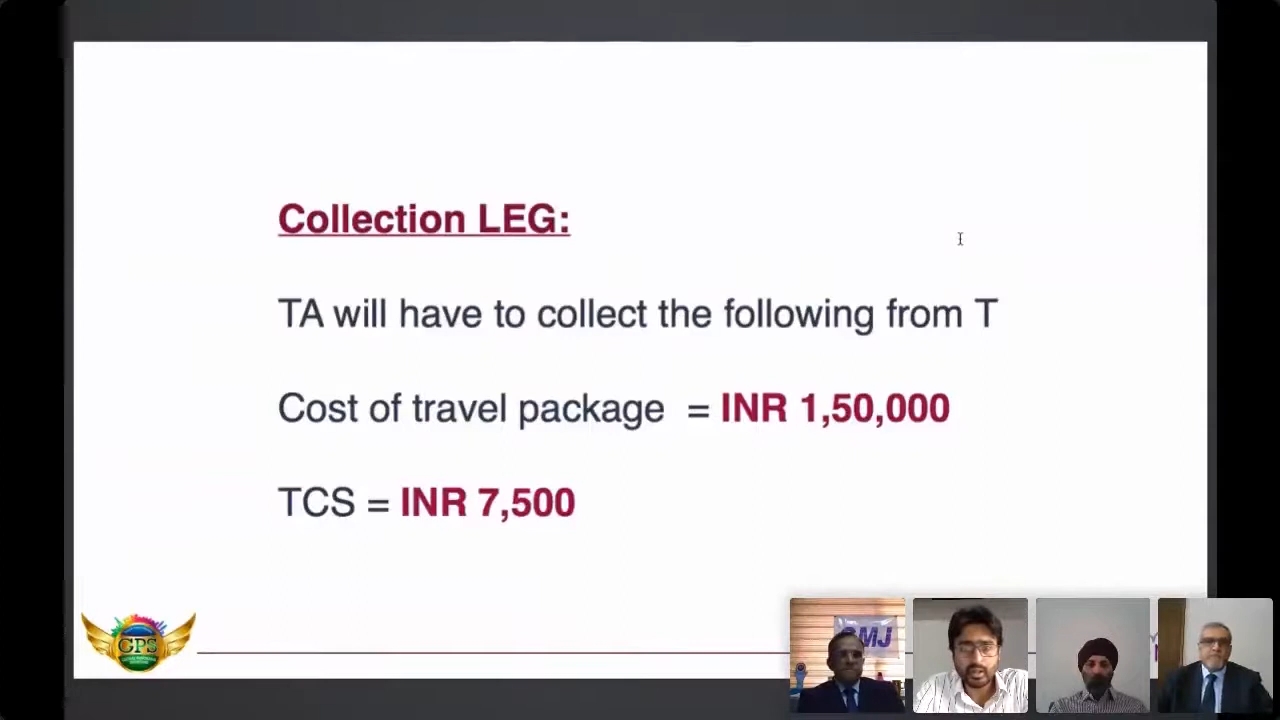 Collection LEG:
TA will have to collect the following from T
Cost of travel package = INR 1,50,000
TCS = INR 7,500
GPS